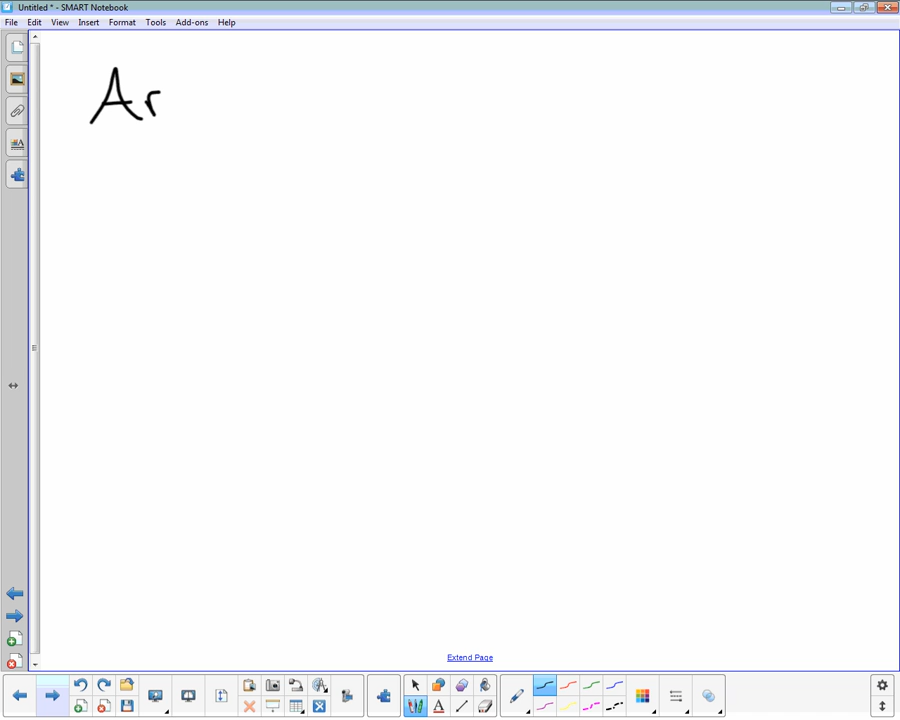 Untitled * - SMART Notebook
File Edit View Insert Format Tools Add-ons Help
Ar
Extend Page